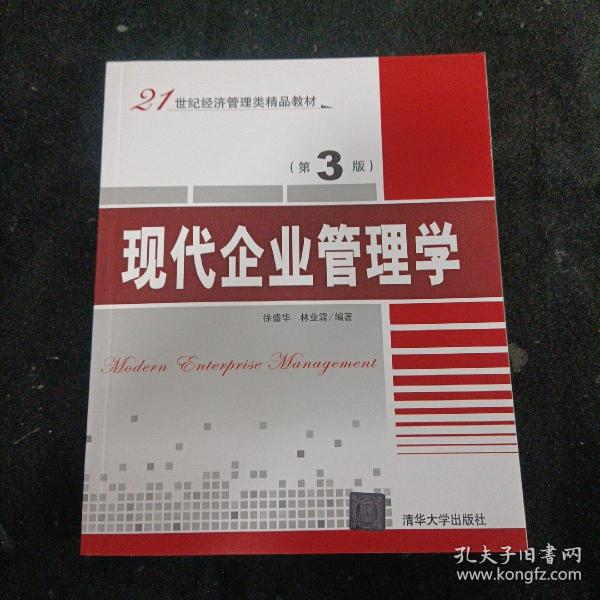 21世纪经济管理类精品教材
(第3版)
现代企业管理学
徐盛华 林业霖/编著
Modern Enterprise Management
清华大学出版社
孔夫子旧书网
www.kongfz.com